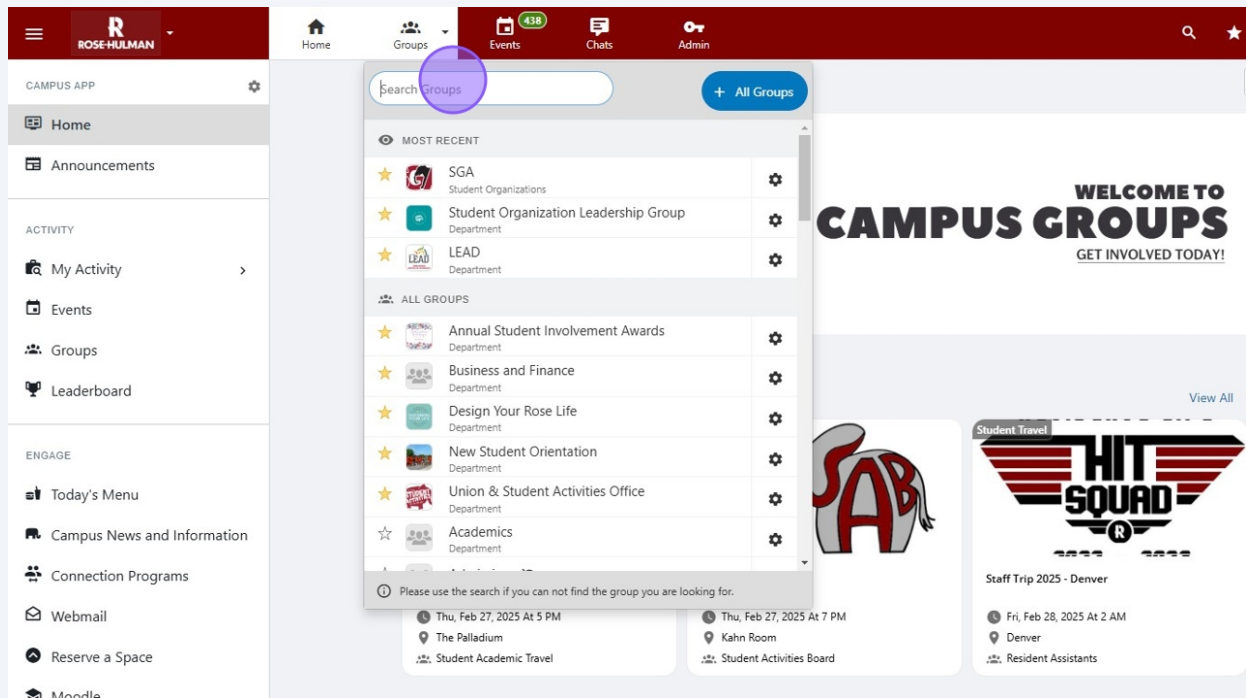 R
ROSE-HULMAN
Home
Groups
438
Events
Chats
Admin
CAMPUS APP
Home
Announcements
ACTIVITY
My Activity
Events
Groups
Leaderboard
ENGAGE
Today's Menu
Campus News and Information
Connection Programs
Webmail
Reserve a Space
Moodle
Search Groups
+ All Groups
MOST RECENT
SGA
Student Organizations
Student Organization Leadership Group
Department
LEAD
LEAD
Department
ALL GROUPS
Annual Student Involvement Awards
Department
Business and Finance
Department
Design Your Rose Life
Department
New Student Orientation
Department
Union & Student Activities Office
Department
Academics
Department
Please use the search if you can not find the group you are looking for.
WELCOME TO
CAMPUS GROUPS
GET INVOLVED TODAY!
View All
Thu, Feb 27, 2025 At 5 PM
The Palladium
Student Academic Travel
SAB
Thu, Feb 27, 2025 At 7 PM
Kahn Room
Student Activities Board
Student Travel
HIT
SQUAD
R
Staff Trip 2025 - Denver
Fri, Feb 28, 2025 At 2 AM
Denver
Resident Assistants